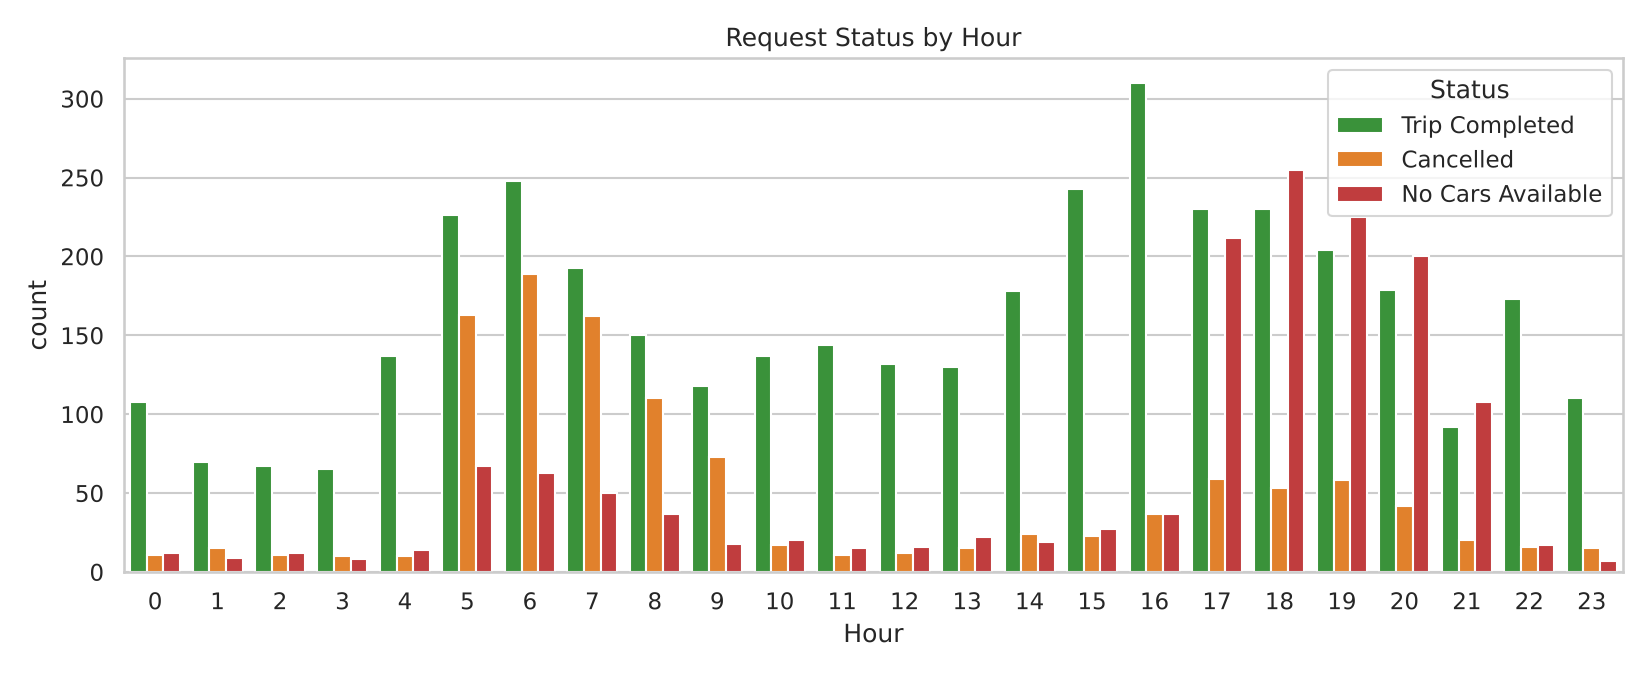 Request Status by Hour
Status
Trip Completed
Cancelled
No Cars Available
300
250
200
150
100
50
0
count
0 1 2 3 4 5 6 7 8 9 10 11 12 13 14 15 16 17 18 19 20 21 22 23
Hour